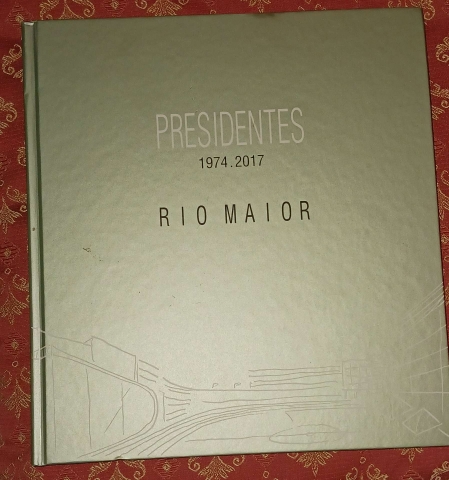 PRESIDENTES
1974.2017
RIO MAIOR